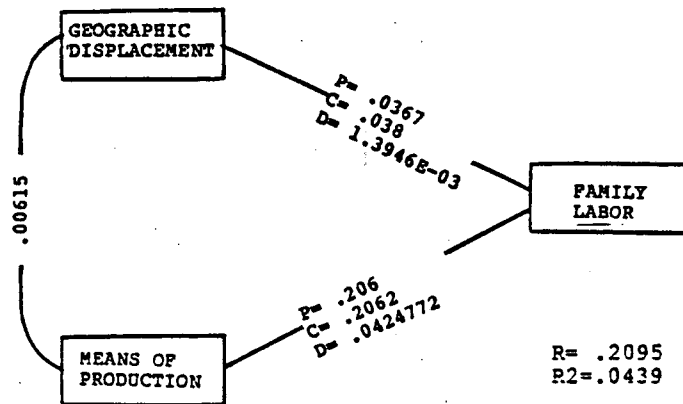 GEOGRAPHIC
DISPLACEMENT
P= .0367
C= .038
D= 1.3946E-03
.00615
FAMILY
LABOR
P= .206
C= .2062
D= .0424772
MEANS OF
PRODUCTION
R= .2095
R2=.0439